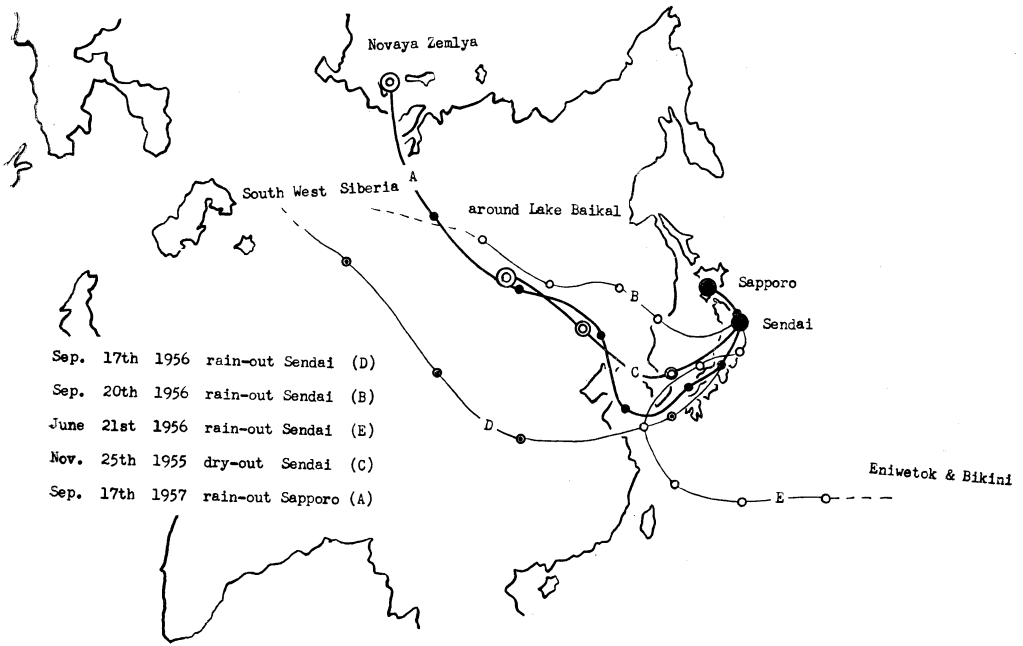 Novaya Zemlya
A
South West Siberia
around Lake Baikal
B
Sapporo
Sendai
C
D
E
Eniwetok & Bikini
Sep. 17th 1956 rain-out Sendai (D)
Sep. 20th 1956 rain-out Sendai (B)
June 21st 1956 rain-out Sendai (E)
Nov. 25th 1955 dry-out Sendai (C)
Sep. 17th 1957 rain-out Sapporo (A)